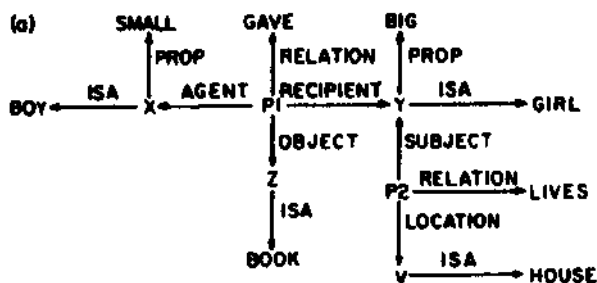 (a) SMALL GAVE BIG
PROP RELATION PROP
ISA AGENT RECIPIENT ISA
BOY X P1 Y GIRL
OBJECT SUBJECT
Z P2 RELATION LIVES
ISA LOCATION
BOOK V ISA HOUSE